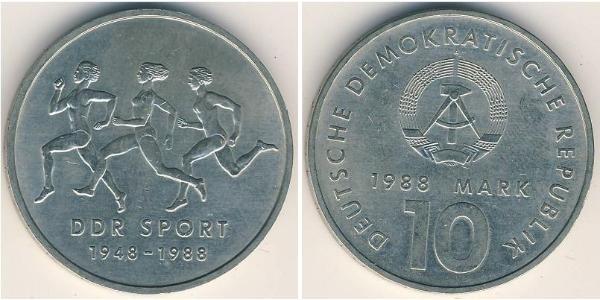 DDR SPORT
1948-1988
DEUTSCHE DEMOKRATISCHE REPUBLIK
1988 MARK
10